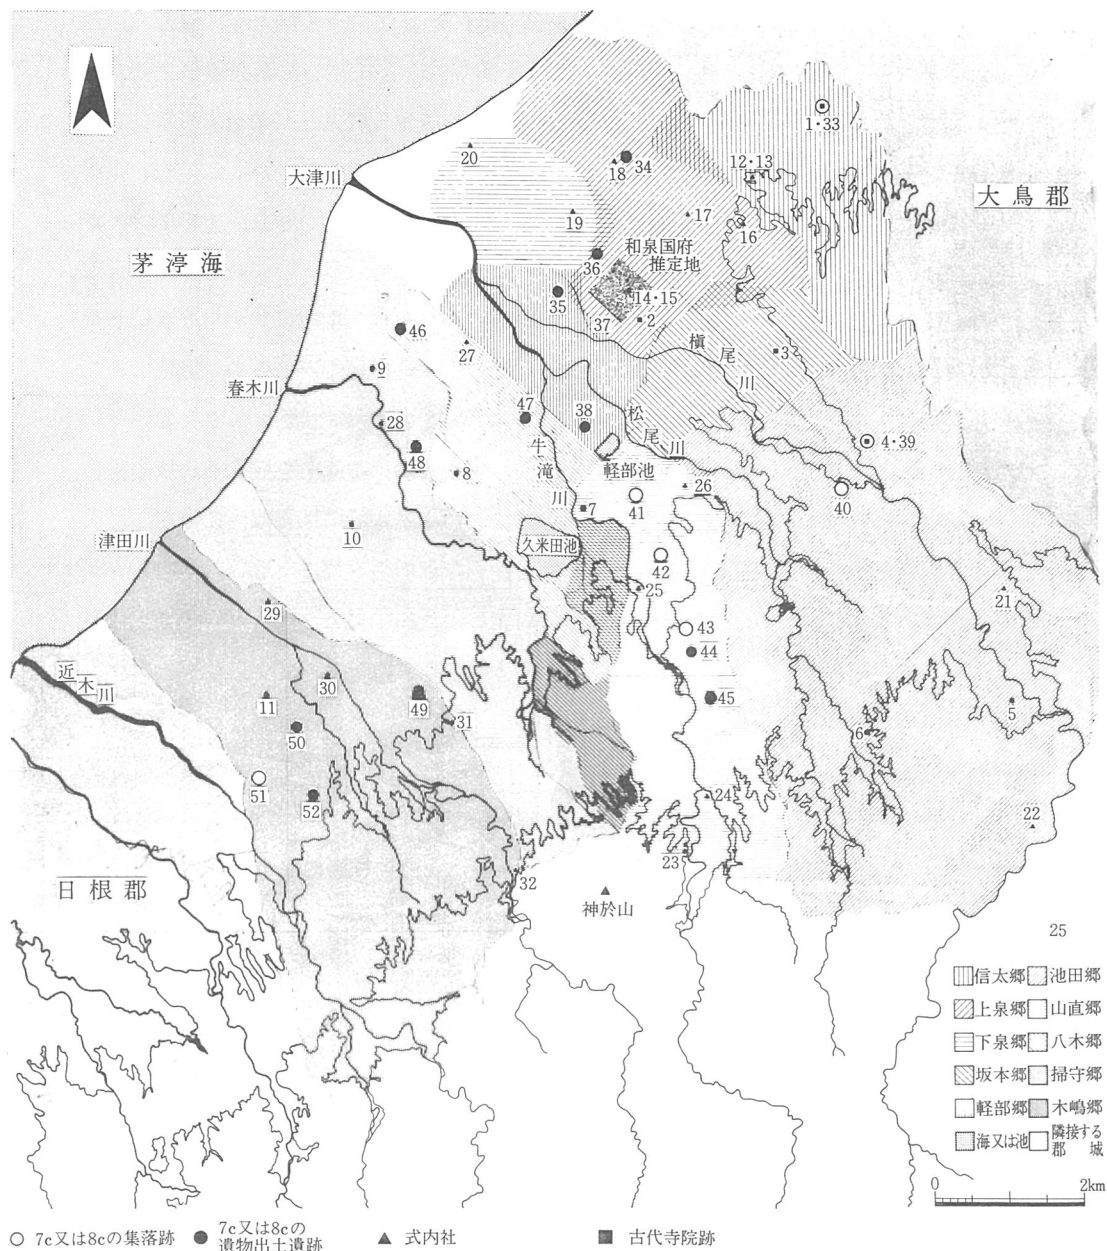 1・33
20
18
34
12・13
大津川
大鳥郡
17
19
16
茅渟海
和泉国府
推定地
36
14・15
35
37
2
46
槇尾川
27
3
9
春木川
47
38
松尾川
28
4・39
48
8
牛滝川
軽部池
26
40
7
41
10
津田川
久米田池
42
25
21
29
43
44
近木川
30
49
45
11
31
5
50
6
51
52
24
22
23
日根郡
32
神於山
25
信太郷 池田郷
上泉郷 山直郷
下泉郷 八木郷
坂本郷 掃守郷
軽部郷 木嶋郷
海又は池 隣接する
郡城
0 2km
○ 7c又は8cの集落跡 ● 7c又は8cの
遺物出土遺跡 ▲ 式内社 ■ 古代寺院跡